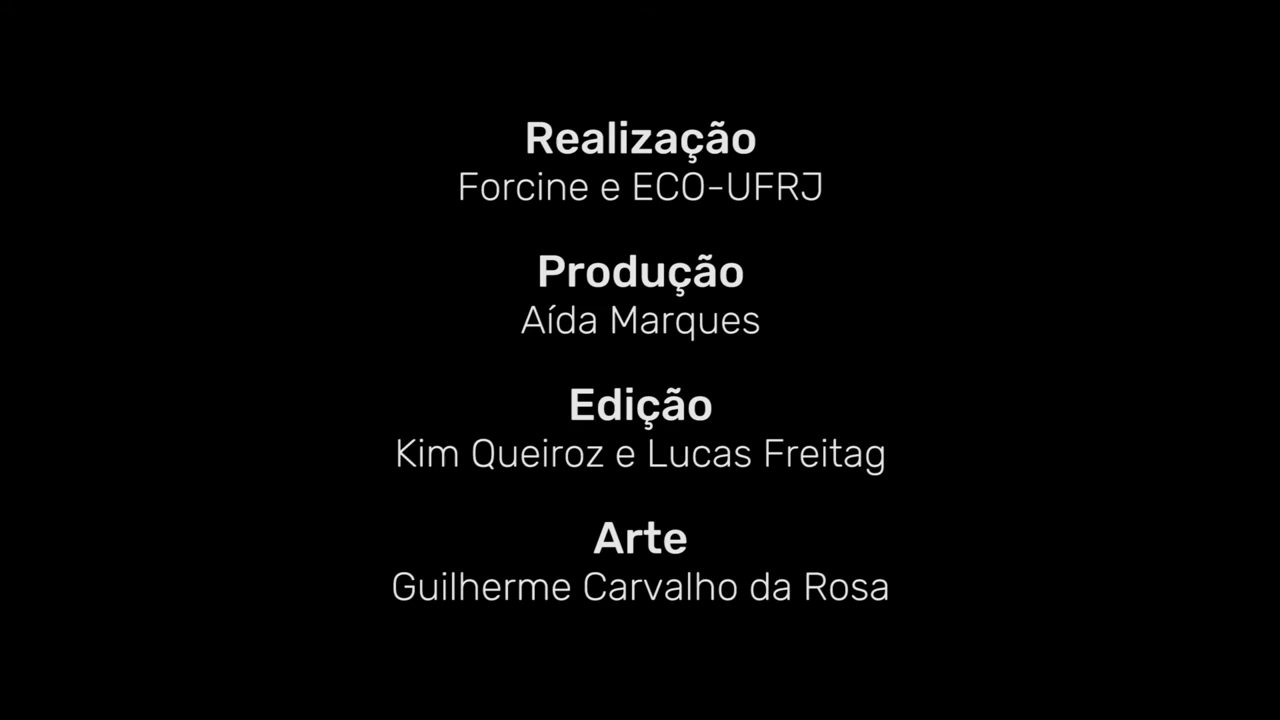 Realização
Forcine e ECO-UFRJ
Produção
Aída Marques
Edição
Kim Queiroz e Lucas Freitag
Arte
Guilherme Carvalho da Rosa